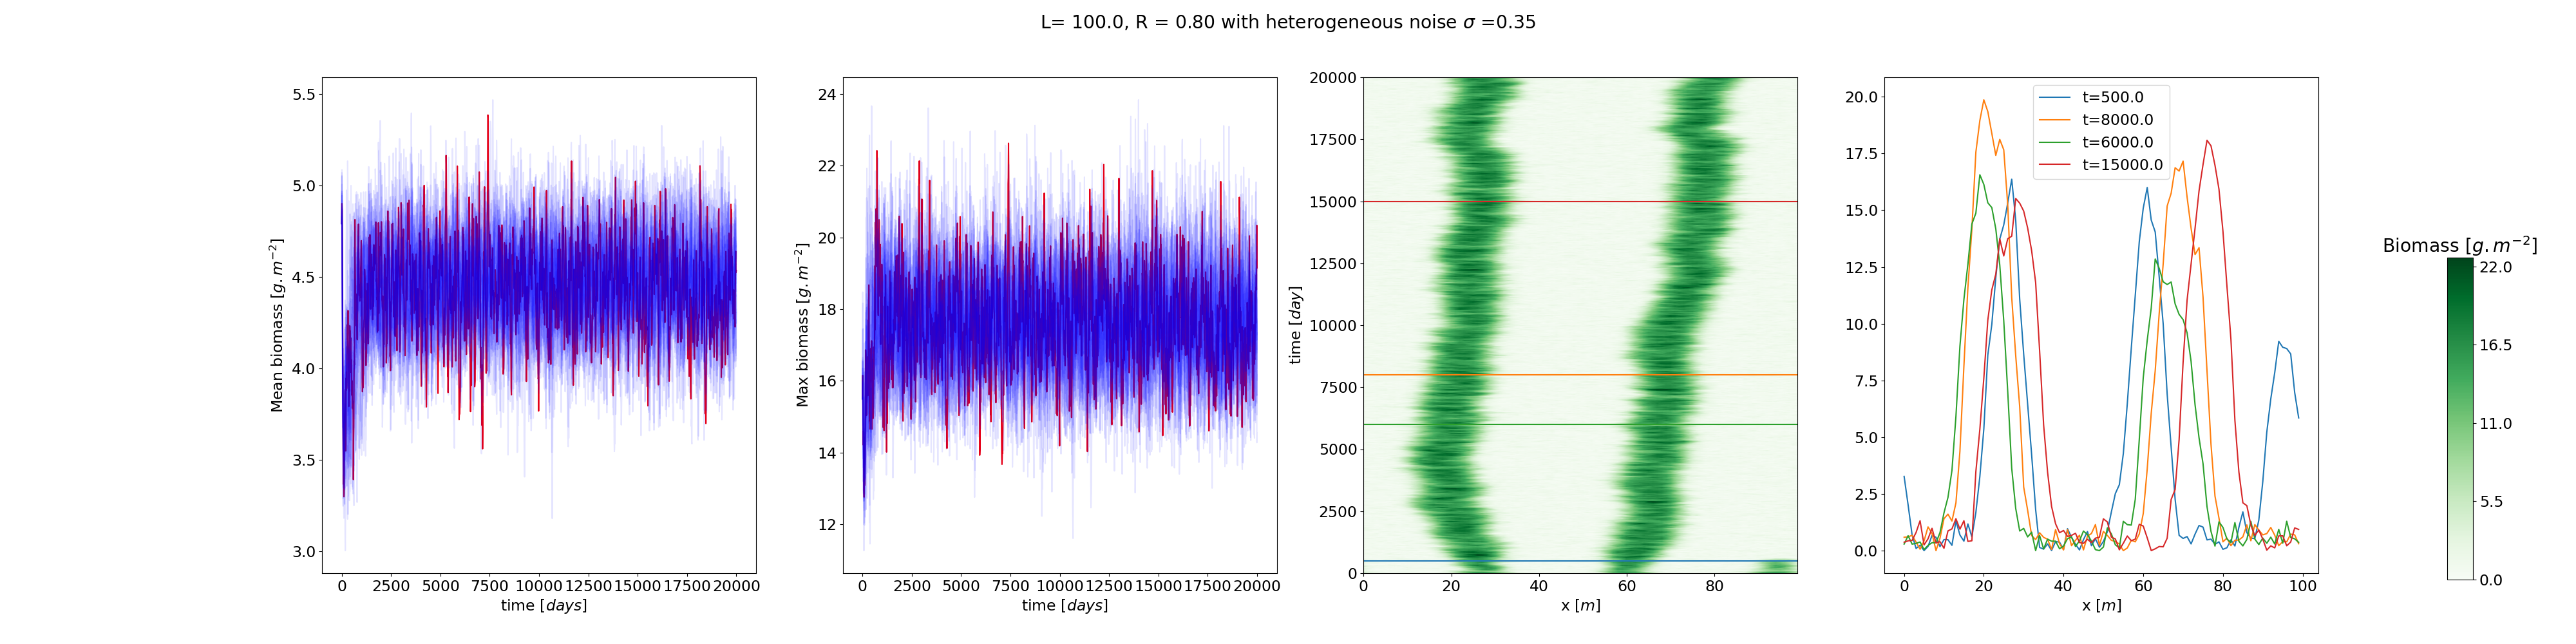 L= 100.0, R = 0.80 with heterogeneous noise σ =0.35
Mean biomass [g.m⁻²]
5.5
5.0
4.5
4.0
3.5
3.0
0 2500 5000 7500 10000 12500 15000 17500 20000
time [days]
Max biomass [g.m⁻²]
24
22
20
18
16
14
12
0 2500 5000 7500 10000 12500 15000 17500 20000
time [days]
time [day]
20000
17500
15000
12500
10000
7500
5000
2500
0
0 20 40 60 80
x [m]
20.0
17.5
15.0
12.5
10.0
7.5
5.0
2.5
0.0
t=500.0
t=8000.0
t=6000.0
t=15000.0
0 20 40 60 80 100
x [m]
Biomass [g.m⁻²]
22.0
16.5
11.0
5.5
0.0